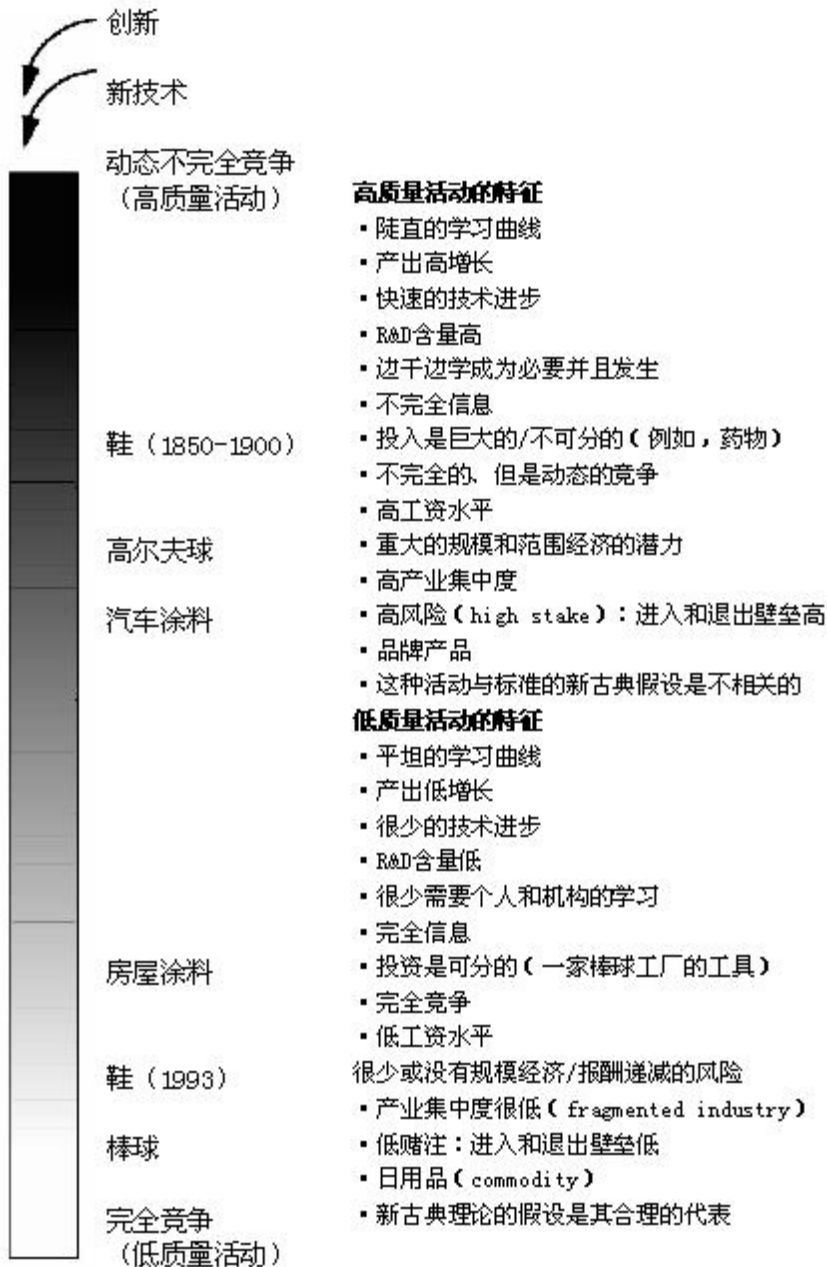 创新
新技术
动态不完全竞争
（高质量活动）
鞋（1850-1900）
高尔夫球
汽车涂料
房屋涂料
鞋（1993）
棒球
完全竞争
（低质量活动）
高质量活动的特征
▪陡直的学习曲线
▪产出高增长
▪快速的技术进步
▪R&D含量高
▪边干边学成为必要并且发生
▪不完全信息
▪投入是巨大的/不可分的(例如，药物)
▪不完全的、但是动态的竞争
▪高工资水平
▪重大的规模和范围经济的潜力
▪高产业集中度
▪高风险(high stake)：进入和退出壁垒高
▪品牌产品
▪这种活动与标准的新古典假设是不相关的
低质量活动的特征
▪平坦的学习曲线
▪产出低增长
▪很少的技术进步
▪R&D含量低
▪很少需要个人和机构的学习
▪完全信息
▪投资是可分的(一家棒球工厂的工具)
▪完全竞争
▪低工资水平
很少或没有规模经济/报酬递减的风险
▪产业集中度很低(fragmented industry)
▪低赌注：进入和退出壁垒低
▪日用品(commodity)
▪新古典理论的假设是其合理的代表